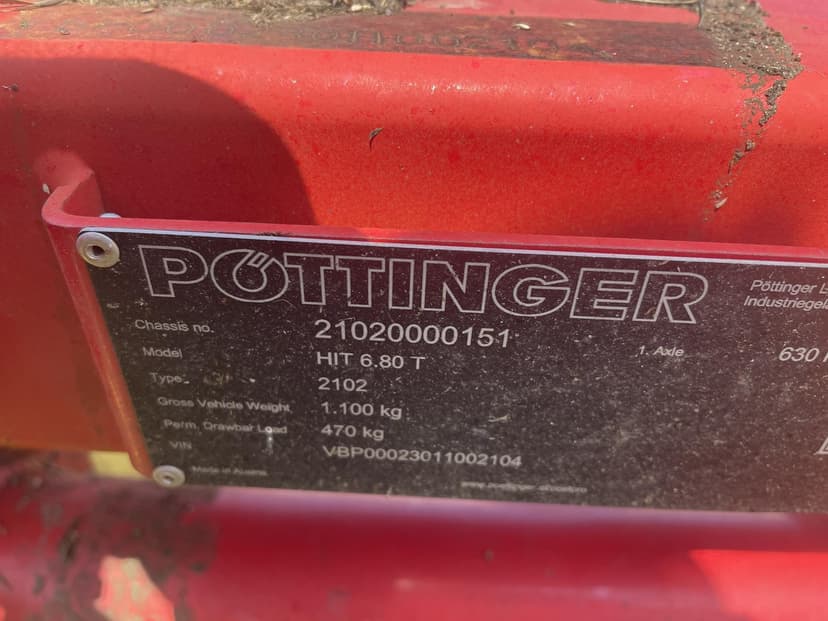 PÖTTINGER
Pöttinger L
Industriegel
Chassis no. 21020000151
Model HIT 6.80 T
1. Axle 630
Type 2102
Gross Vehicle Weight 1.100 kg
Perm. Drawbar Load 470 kg
VIN VBP00023011002104
Made in Austria